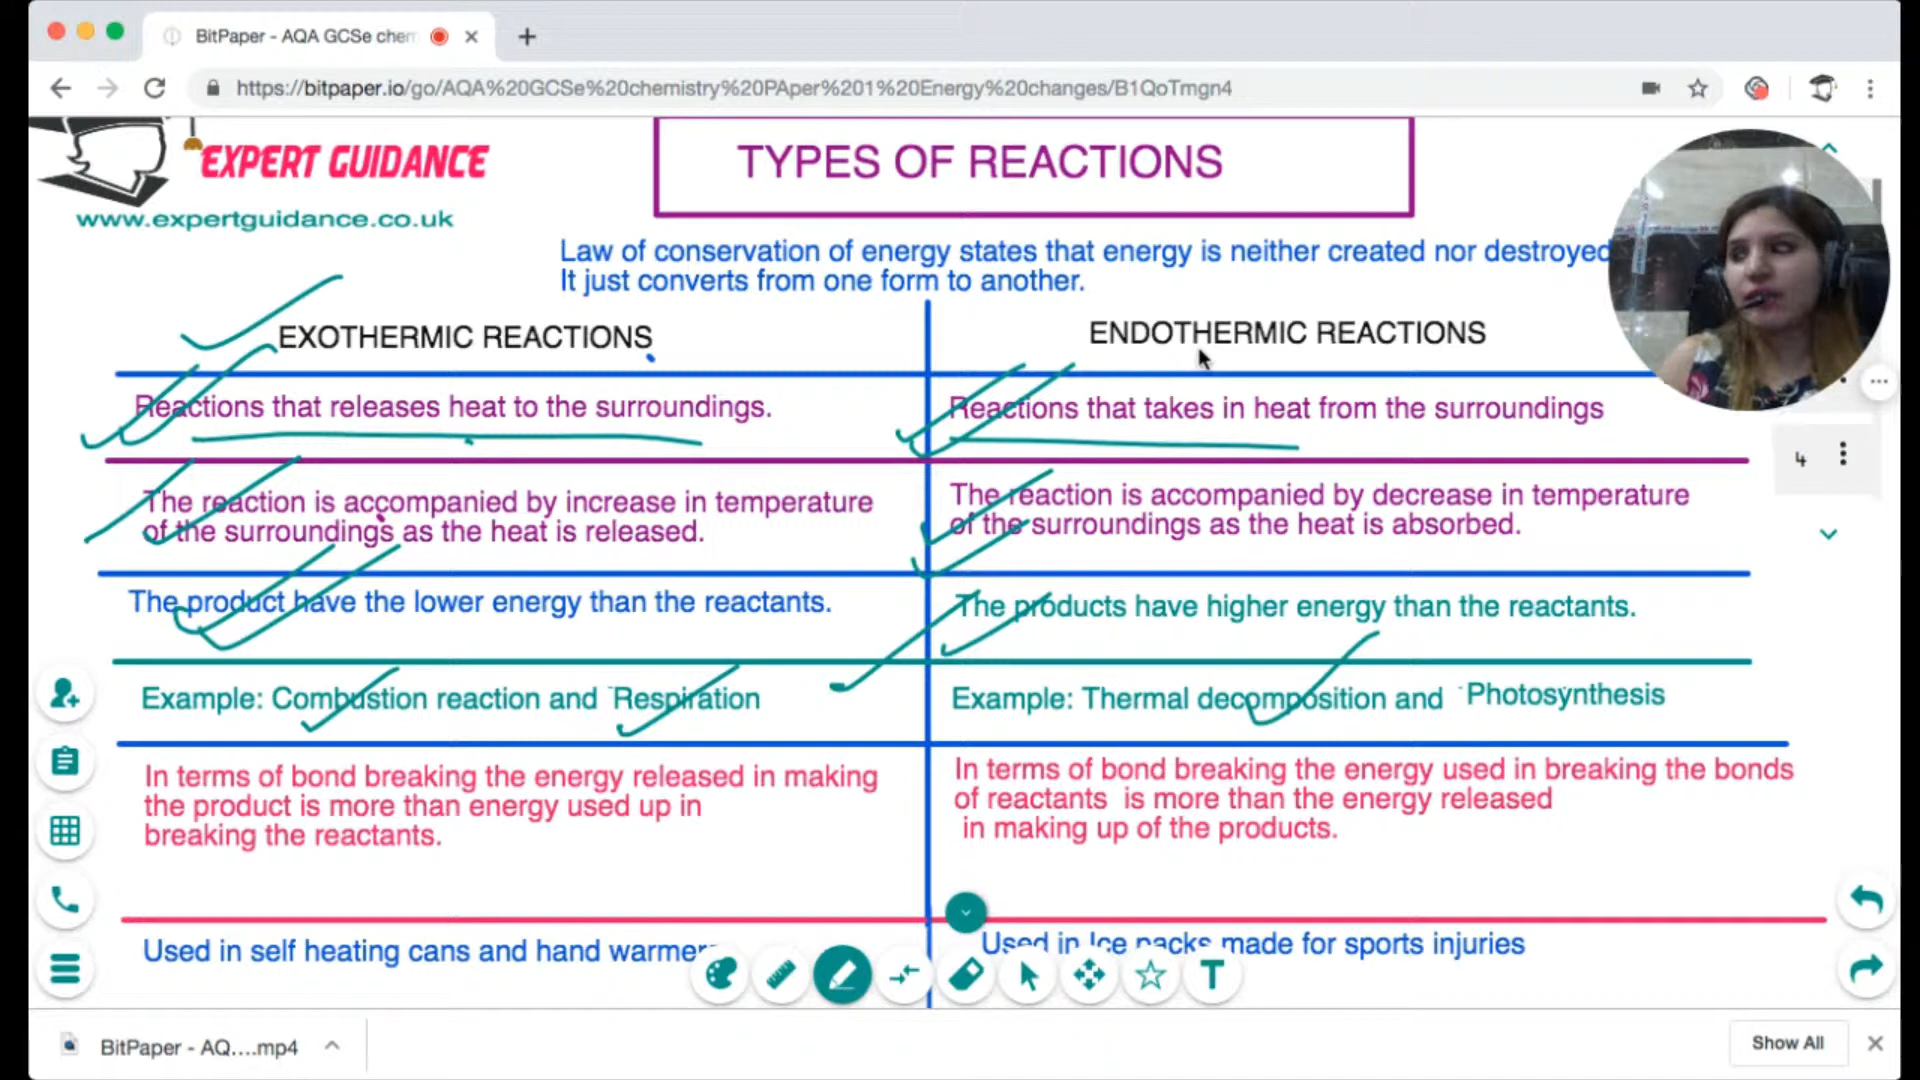 BitPaper - AQA GCSe chem
https://bitpaper.io/go/AQA%20GCSe%20chemistry%20PAper%201%20Energy%20changes/B1QoTmgn4
EXPERT GUIDANCE
www.expertguidance.co.uk
TYPES OF REACTIONS
Law of conservation of energy states that energy is neither created nor destroyed
It just converts from one form to another.
EXOTHERMIC REACTIONS
Reactions that releases heat to the surroundings.
The reaction is accompanied by increase in temperature
of the surroundings as the heat is released.
The product have the lower energy than the reactants.
Example: Combustion reaction and Respiration
In terms of bond breaking the energy released in making
the product is more than energy used up in
breaking the reactants.
Used in self heating cans and hand warmers
ENDOTHERMIC REACTIONS
Reactions that takes in heat from the surroundings
The reaction is accompanied by decrease in temperature
of the surroundings as the heat is absorbed.
The products have higher energy than the reactants.
Example: Thermal decomposition and Photosynthesis
In terms of bond breaking the energy used in breaking the bonds
of reactants is more than the energy released
in making up of the products.
Used in Ice packs made for sports injuries
4
T
BitPaper - AQ....mp4
Show All